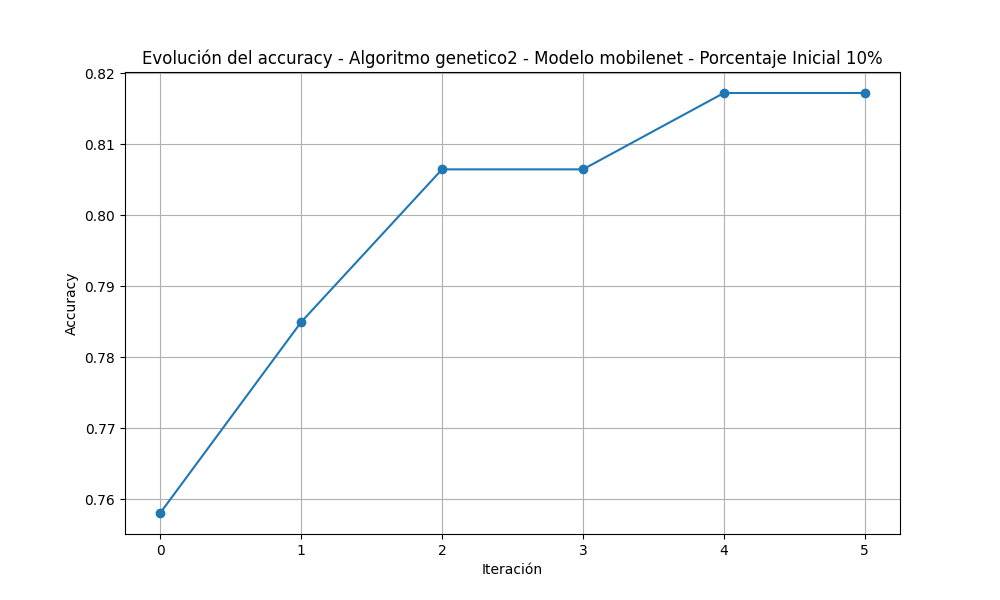 Evolución del accuracy - Algoritmo genetico2 - Modelo mobilenet - Porcentaje Inicial 10%
0.82
0.81
0.80
0.79
0.78
0.77
0.76
Accuracy
0 1 2 3 4 5
Iteración